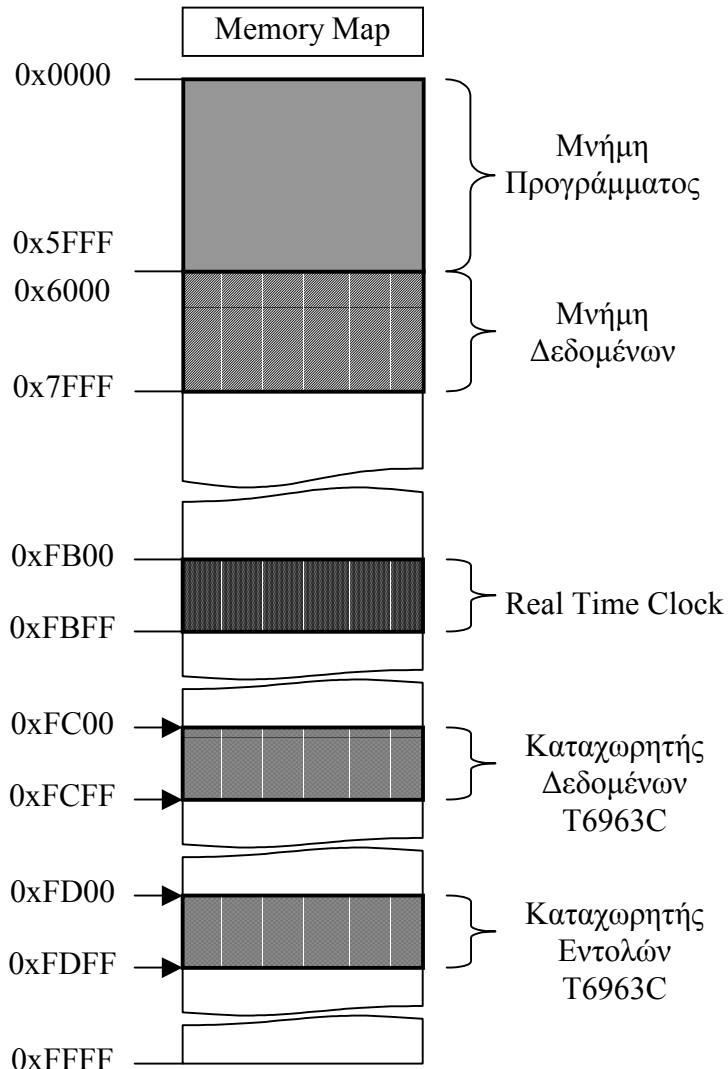 Memory Map
0x0000
Μνήμη
Προγράμματος
0x5FFF
0x6000
Μνήμη
Δεδομένων
0x7FFF
0xFB00
Real Time Clock
0xFBFF
0xFC00
Καταχωρητής
Δεδομένων
T6963C
0xFCFF
0xFD00
Καταχωρητής
Εντολών
T6963C
0xFDFF
0xFFFF